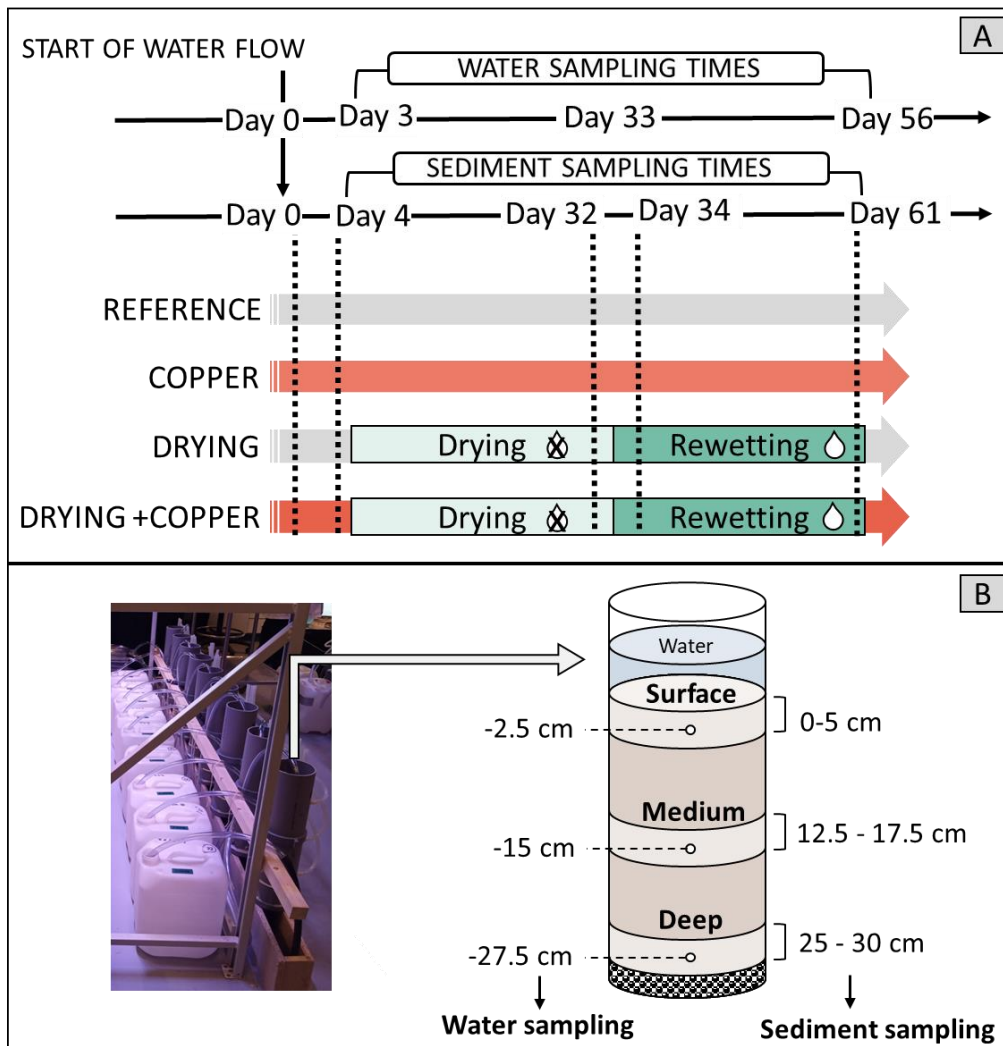 A
START OF WATER FLOW
WATER SAMPLING TIMES
Day 0 Day 3 Day 33 Day 56
SEDIMENT SAMPLING TIMES
Day 0 Day 4 Day 32 Day 34 Day 61
REFERENCE
COPPER
DRYING Drying Rewetting
DRYING +COPPER Drying Rewetting
B
Water
Surface
-2.5 cm 0-5 cm
Medium
-15 cm 12.5 - 17.5 cm
Deep
-27.5 cm 25 - 30 cm
Water sampling Sediment sampling